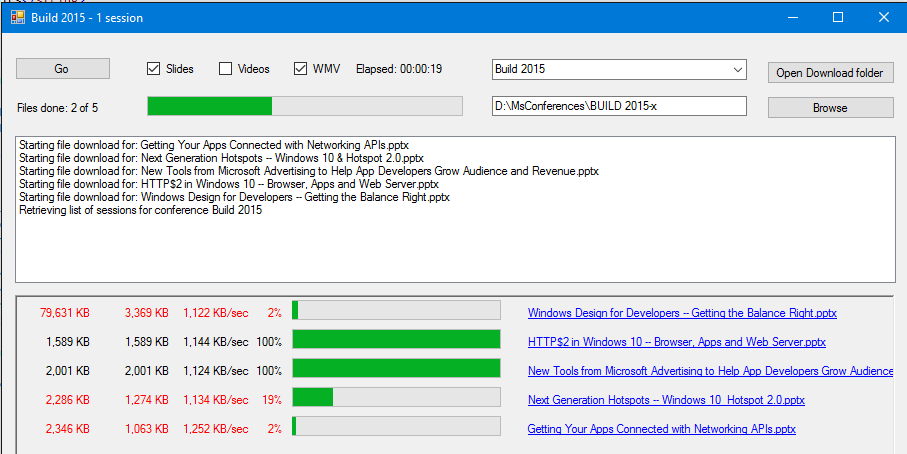 Build 2015 - 1 session
Go
Slides
Videos
WMV
Elapsed: 00:00:19
Build 2015
Open Download folder
Files done: 2 of 5
D:\MsConferences\BUILD 2015-x
Browse
Starting file download for: Getting Your Apps Connected with Networking APIs.pptx
Starting file download for: Next Generation Hotspots -- Windows 10 & Hotspot 2.0.pptx
Starting file download for: New Tools from Microsoft Advertising to Help App Developers Grow Audience and Revenue.pptx
Starting file download for: HTTP$2 in Windows 10 -- Browser, Apps and Web Server.pptx
Starting file download for: Windows Design for Developers -- Getting the Balance Right.pptx
Retrieving list of sessions for conference Build 2015
79,631 KB 3,369 KB 1,122 KB/sec 2% Windows Design for Developers -- Getting the Balance Right.pptx
1,589 KB 1,589 KB 1,144 KB/sec 100% HTTP$2 in Windows 10 -- Browser, Apps and Web Server.pptx
2,001 KB 2,001 KB 1,124 KB/sec 100% New Tools from Microsoft Advertising to Help App Developers Grow Audience
2,286 KB 1,274 KB 1,134 KB/sec 19% Next Generation Hotspots -- Windows 10 Hotspot 2.0.pptx
2,346 KB 1,063 KB 1,252 KB/sec 2% Getting Your Apps Connected with Networking APIs.pptx